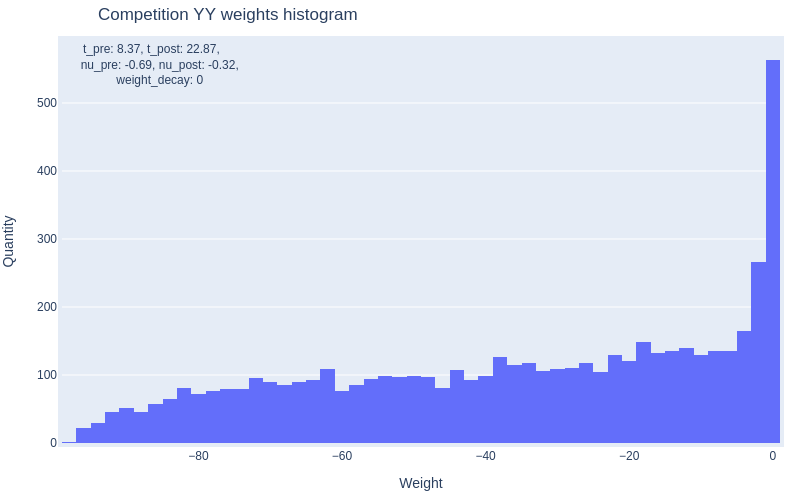 Competition YY weights histogram
t_pre: 8.37, t_post: 22.87,
nu_pre: -0.69, nu_post: -0.32,
weight_decay: 0
Quantity
500
400
300
200
100
0
−80
−60
−40
−20
0
Weight